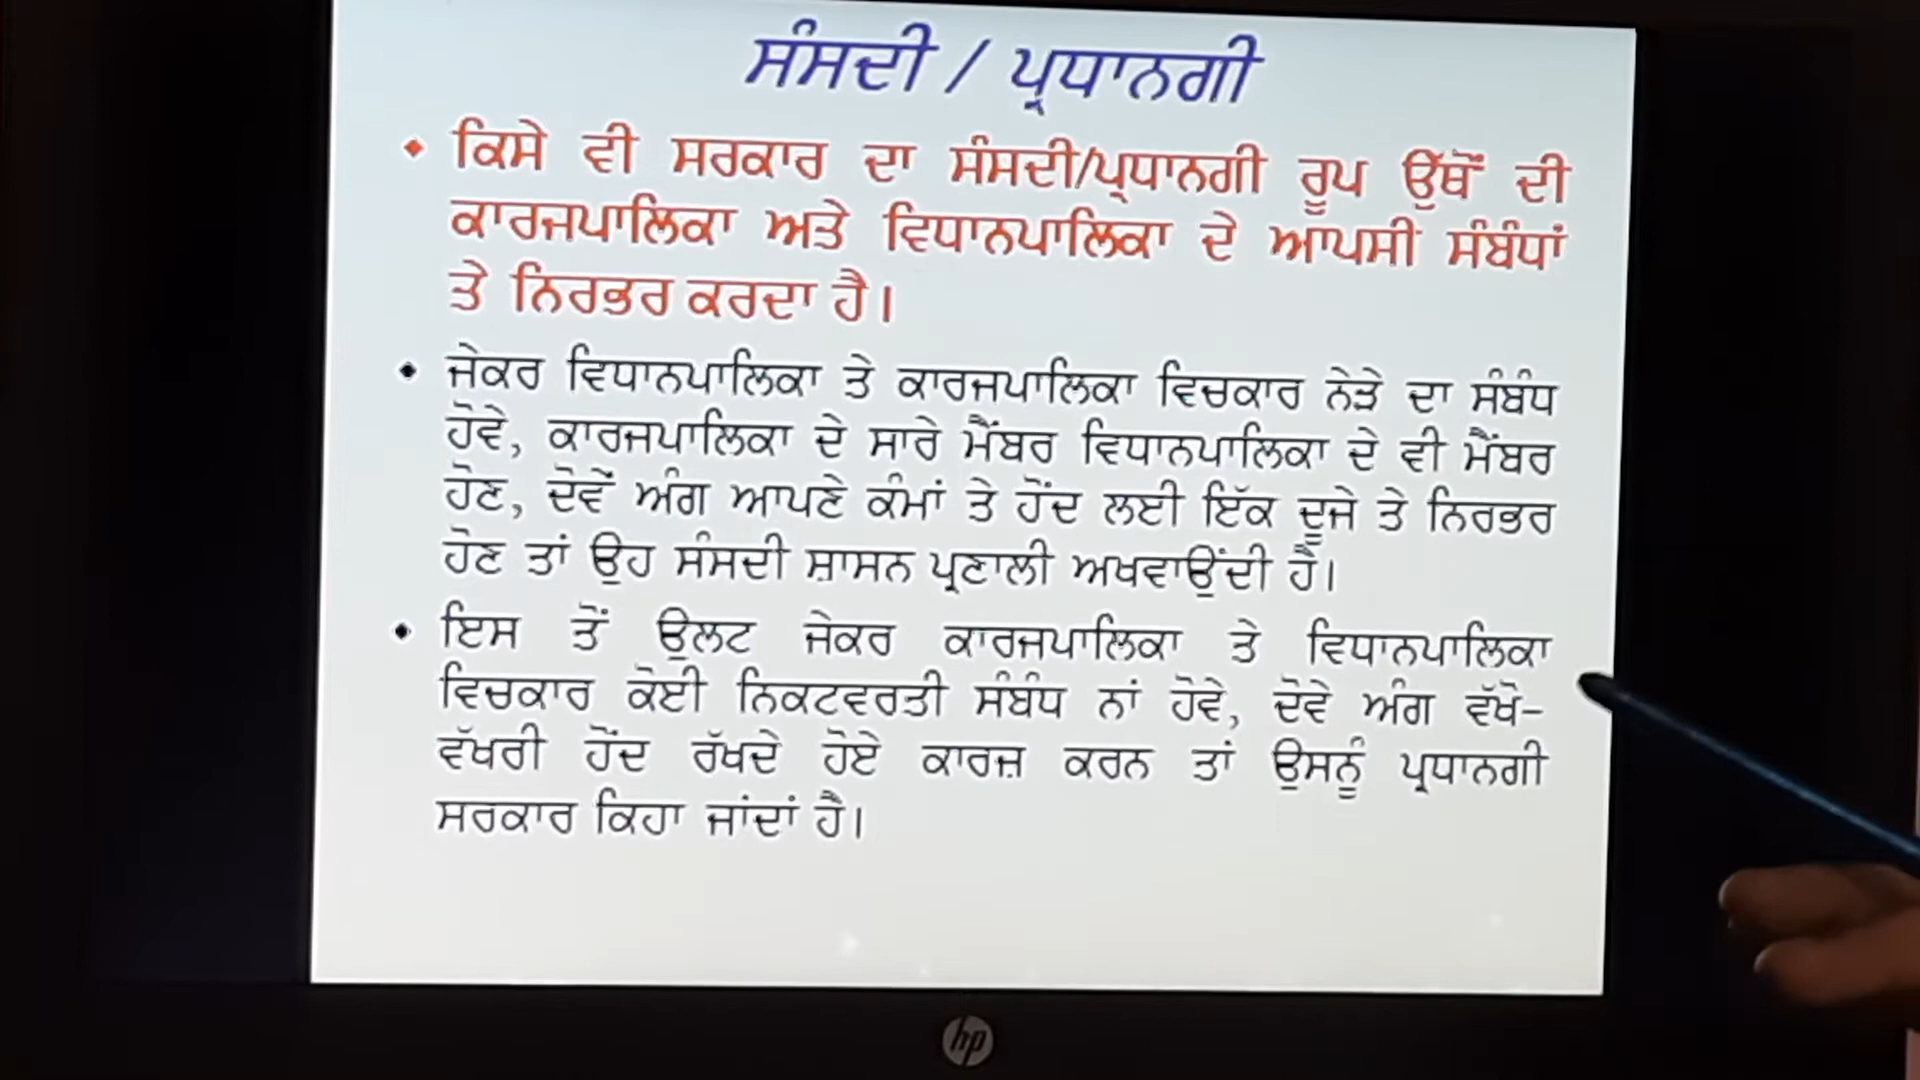 ਸੰਸਦੀ / ਪ੍ਰਧਾਨਗੀ
• ਕਿਸੇ ਵੀ ਸਰਕਾਰ ਦਾ ਸੰਸਦੀ/ਪ੍ਰਧਾਨਗੀ ਰੂਪ ਉੱਥੋਂ ਦੀ
ਕਾਰਜਪਾਲਿਕਾ ਅਤੇ ਵਿਧਾਨਪਾਲਿਕਾ ਦੇ ਆਪਸੀ ਸੰਬੰਧਾਂ
ਤੇ ਨਿਰਭਰ ਕਰਦਾ ਹੈ।
• ਜੇਕਰ ਵਿਧਾਨਪਾਲਿਕਾ ਤੇ ਕਾਰਜਪਾਲਿਕਾ ਵਿਚਕਾਰ ਨੇੜੇ ਦਾ ਸੰਬੰਧ
ਹੋਵੇ, ਕਾਰਜਪਾਲਿਕਾ ਦੇ ਸਾਰੇ ਮੈਂਬਰ ਵਿਧਾਨਪਾਲਿਕਾ ਦੇ ਵੀ ਮੈਂਬਰ
ਹੋਣ, ਦੋਵੇਂ ਅੰਗ ਆਪਣੇ ਕੰਮਾਂ ਤੇ ਹੋਂਦ ਲਈ ਇੱਕ ਦੂਜੇ ਤੇ ਨਿਰਭਰ
ਹੋਣ ਤਾਂ ਉਹ ਸੰਸਦੀ ਸ਼ਾਸਨ ਪ੍ਰਣਾਲੀ ਅਖਵਾਉਂਦੀ ਹੈ।
• ਇਸ ਤੋਂ ਉਲਟ ਜੇਕਰ ਕਾਰਜਪਾਲਿਕਾ ਤੇ ਵਿਧਾਨਪਾਲਿਕਾ
ਵਿਚਕਾਰ ਕੋਈ ਨਿਕਟਵਰਤੀ ਸੰਬੰਧ ਨਾਂ ਹੋਵੇ, ਦੋਵੇ ਅੰਗ ਵੱਖੋ-
ਵੱਖਰੀ ਹੋਂਦ ਰੱਖਦੇ ਹੋਏ ਕਾਰਜ਼ ਕਰਨ ਤਾਂ ਉਸਨੂੰ ਪ੍ਰਧਾਨਗੀ
ਸਰਕਾਰ ਕਿਹਾ ਜਾਂਦਾਂ ਹੈ।
hp